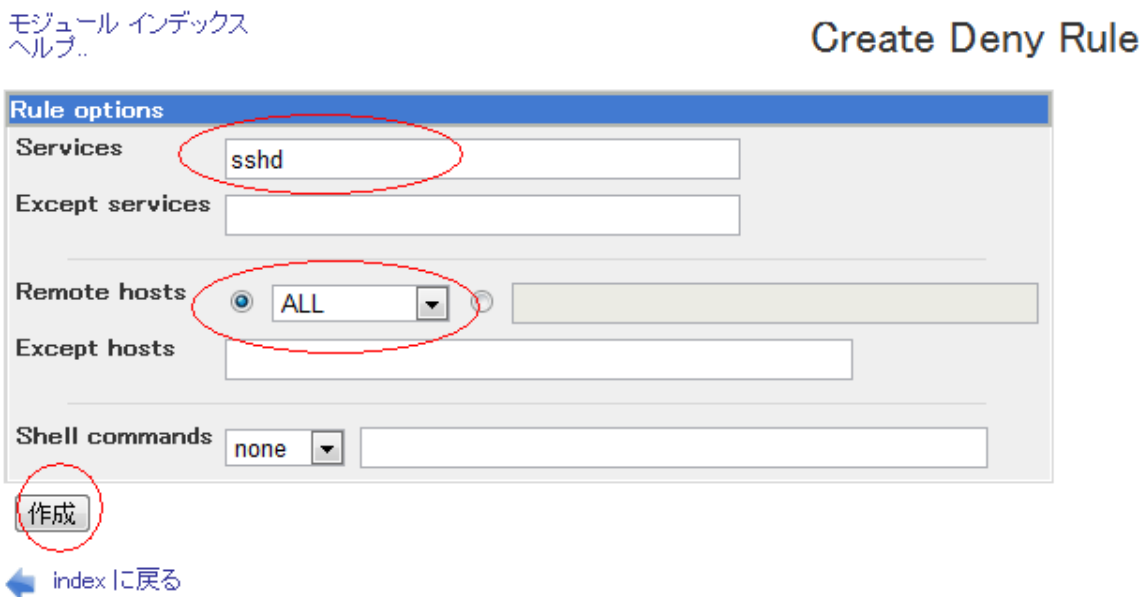 モジュール インデックス
ヘルプ..
Create Deny Rule
Rule options
Services
sshd
Except services
Remote hosts
ALL
Except hosts
Shell commands
none
作成
index に戻る